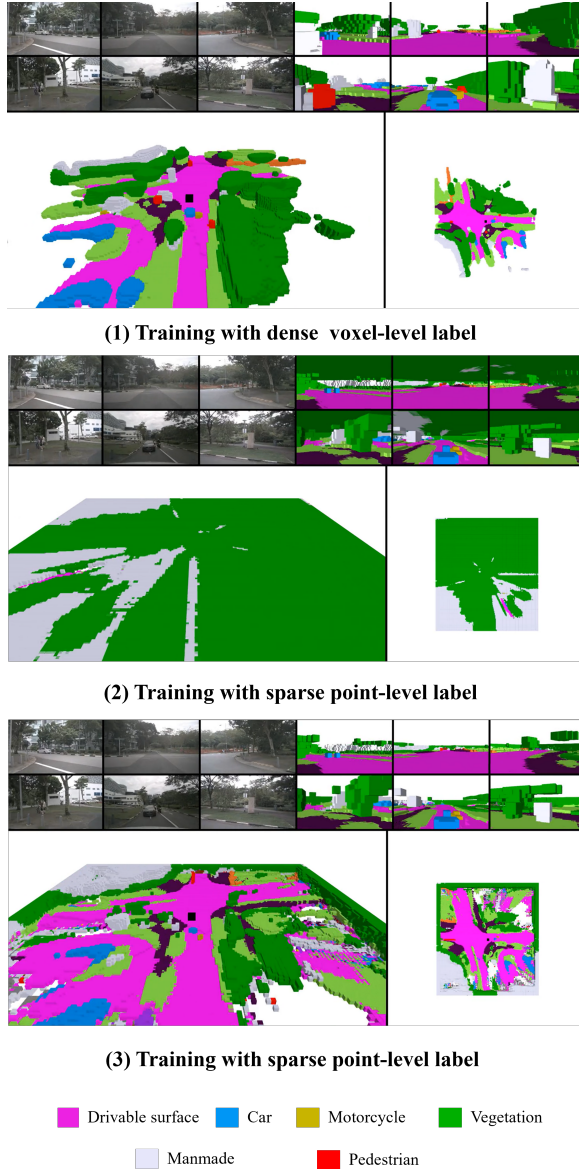 (1) Training with dense voxel-level label
(2) Training with sparse point-level label
(3) Training with sparse point-level label
Drivable surface Car Motorcycle Vegetation
Manmade Pedestrian